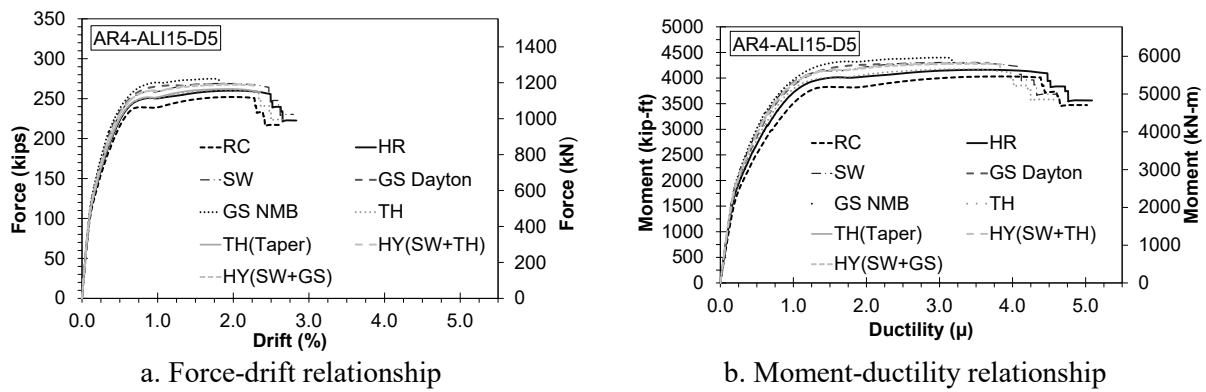 AR4-ALI15-D5
350
300
250
200
150
100
50
0
Force (kips)
1400
1200
1000
800
600
400
200
0
Force (kN)
RC HR
SW GS Dayton
GS NMB TH
TH(Taper) HY(SW+TH)
HY(SW+GS)
0.0 1.0 2.0 3.0 4.0 5.0
Drift (%)
a. Force-drift relationship
AR4-ALI15-D5
5000
4500
4000
3500
3000
2500
2000
1500
1000
500
0
Moment (kip-ft)
6000
5000
4000
3000
2000
1000
0
Moment (kN-m)
RC HR
SW GS Dayton
GS NMB TH
TH(Taper) HY(SW+TH)
HY(SW+GS)
0.0 1.0 2.0 3.0 4.0 5.0
Ductility (μ)
b. Moment-ductility relationship